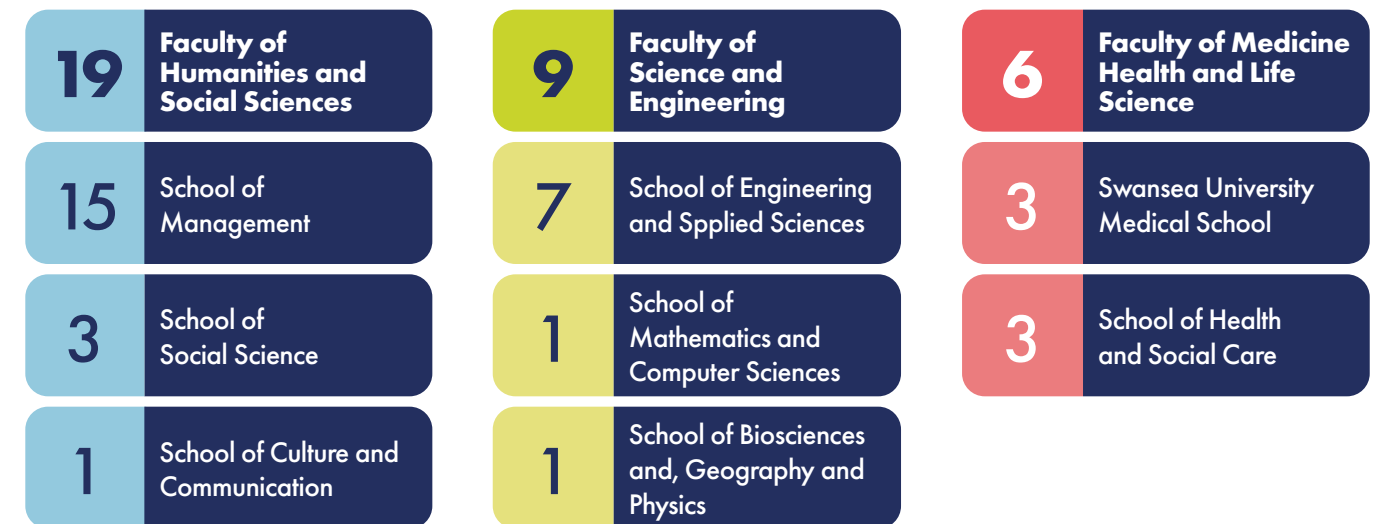 19
Faculty of
Humanities and
Social Sciences
15
School of
Management
3
School of
Social Science
1
School of Culture and
Communication
9
Faculty of
Science and
Engineering
7
School of Engineering
and Spplied Sciences
1
School of
Mathematics and
Computer Sciences
1
School of Biosciences
and, Geography and
Physics
6
Faculty of Medicine
Health and Life
Science
3
Swansea University
Medical School
3
School of Health
and Social Care